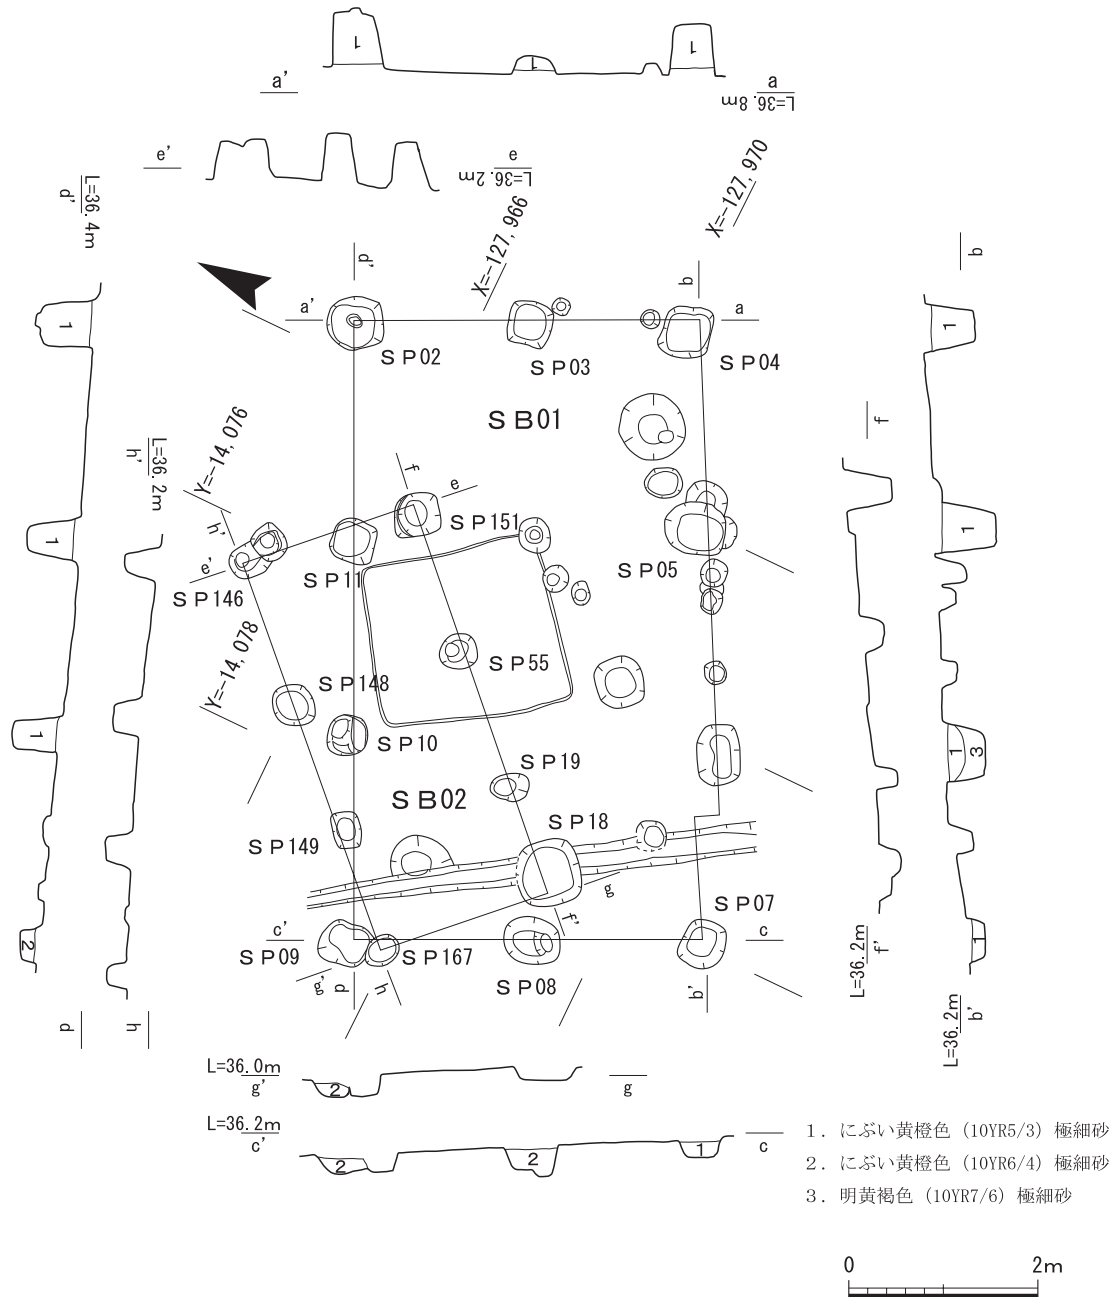 1
1
1
a'
a
L=36.8m
e'
e
L=36.2m
L=36.4m
d'
X=-127,966
X=-127,970
d'
b
b
a'
a
1
1
SP02
SP03
SP04
SB01
f
Y=-14,076
L=36.2m
h'
f
e
h'
SP151
1
1
e'
SP11
SP05
SP146
Y=-14,078
SP55
SP148
1
SP10
1
3
SP19
SB02
SP18
SP149
g
SP07
f'
2
c'
c
1
SP09
SP167
SP08
L=36.2m
f'
g'
d
h
b'
d
h
L=36.2m
b'
L=36.0m
g'
2
g
L=36.2m
c'
2
2
1
c
1. にぶい黄橙色 (10YR5/3) 極細砂
2. にぶい黄橙色 (10YR6/4) 極細砂
3. 明黄褐色 (10YR7/6) 極細砂
0
2m